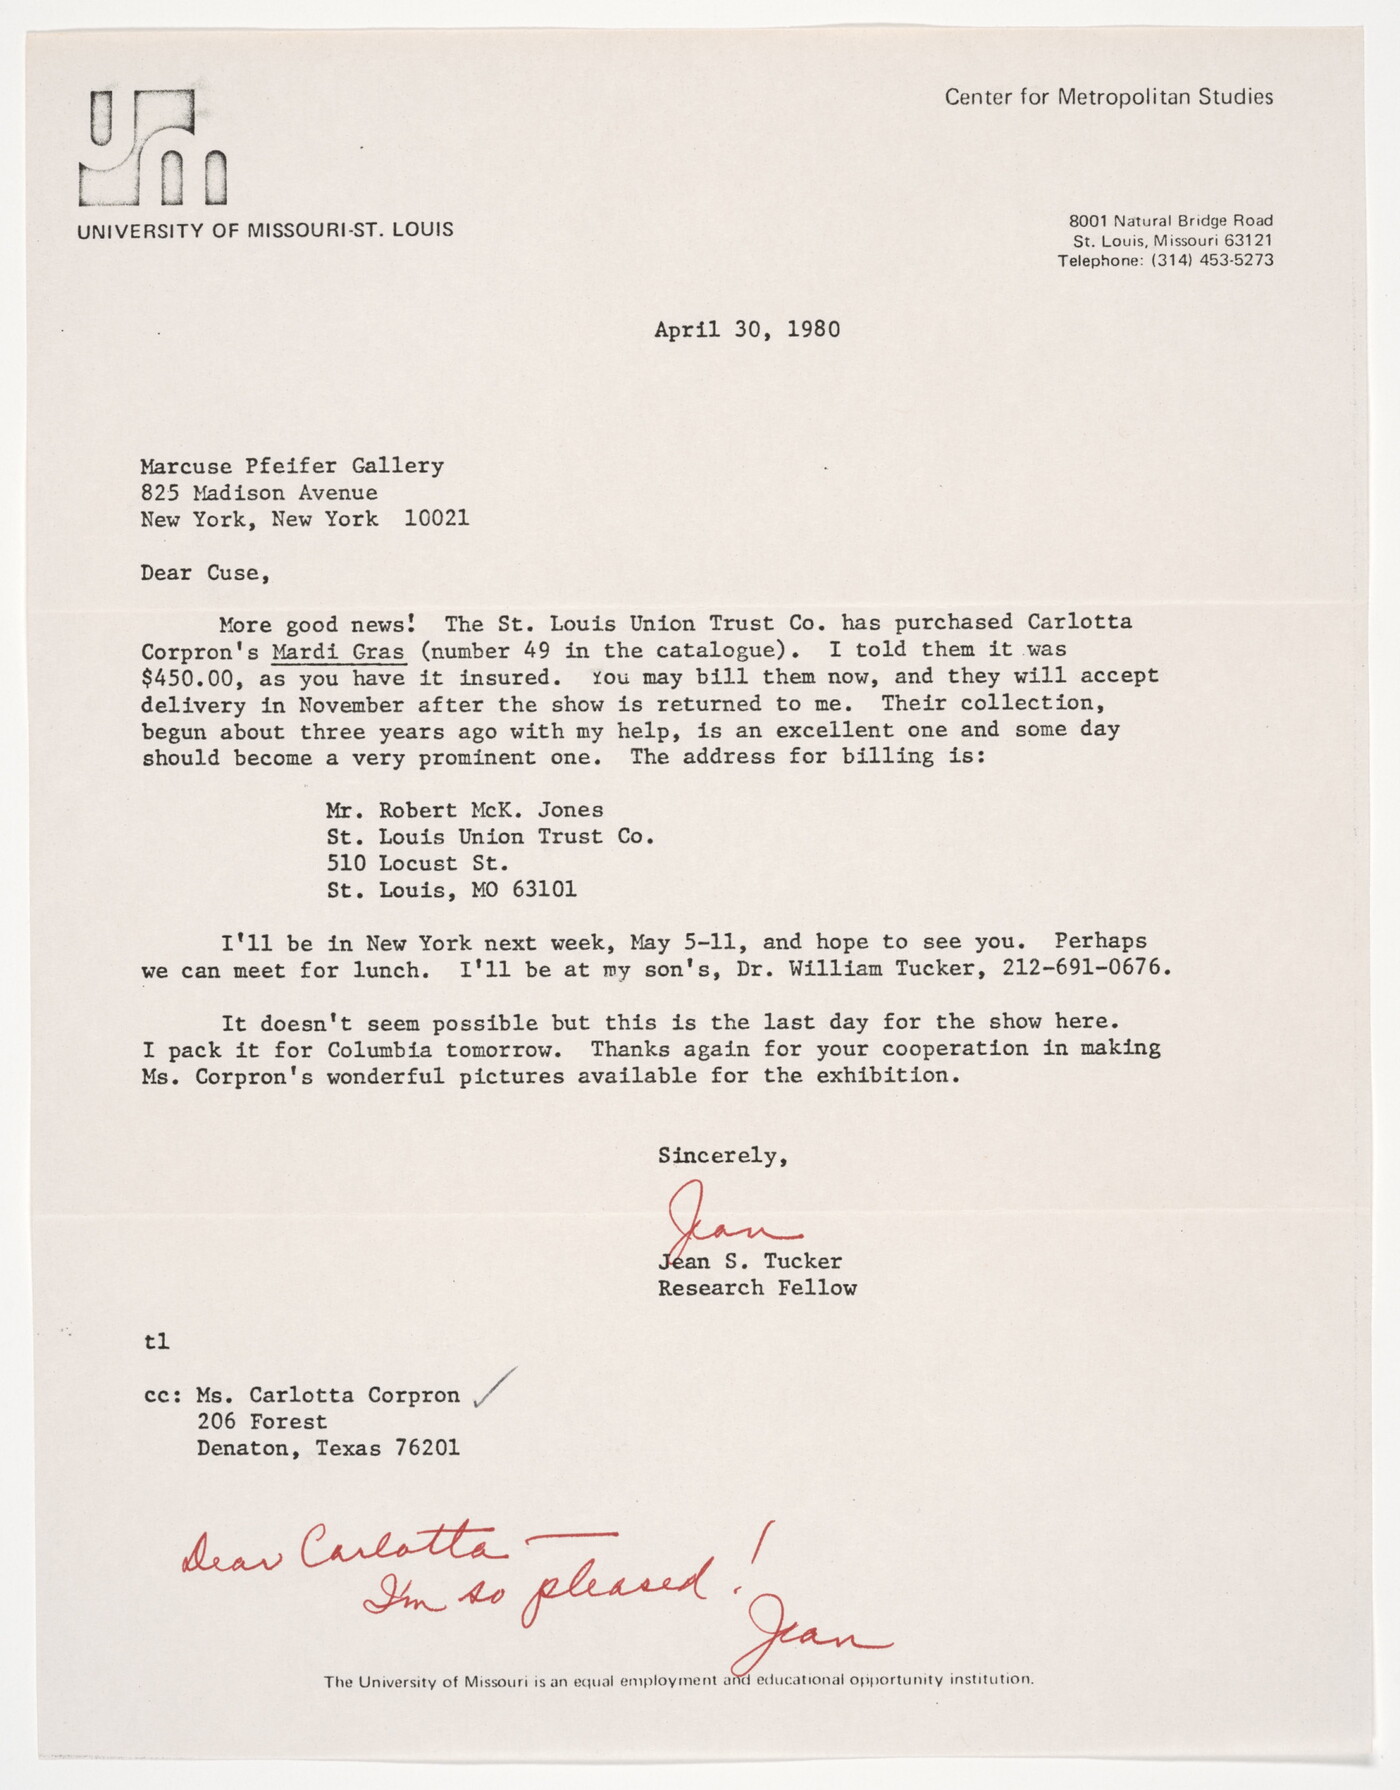 Center for Metropolitan Studies
UNIVERSITY OF MISSOURI-ST. LOUIS
8001 Natural Bridge Road
St. Louis, Missouri 63121
Telephone: (314) 453-5273
April 30, 1980
Marcuse Pfeifer Gallery
825 Madison Avenue
New York, New York 10021
Dear Cuse,
More good news! The St. Louis Union Trust Co. has purchased Carlotta
Corpron's Mardi Gras (number 49 in the catalogue). I told them it was
$450.00, as you have it insured. You may bill them now, and they will accept
delivery in November after the show is returned to me. Their collection,
begun about three years ago with my help, is an excellent one and some day
should become a very prominent one. The address for billing is:
Mr. Robert McK. Jones
St. Louis Union Trust Co.
510 Locust St.
St. Louis, MO 63101
I'll be in New York next week, May 5-11, and hope to see you. Perhaps
we can meet for lunch. I'll be at my son's, Dr. William Tucker, 212-691-0676.
It doesn't seem possible but this is the last day for the show here.
I pack it for Columbia tomorrow. Thanks again for your cooperation in making
Ms. Corpron's wonderful pictures available for the exhibition.
Sincerely,
Jean
Jean S. Tucker
Research Fellow
tl
cc: Ms. Carlotta Corpron ✓
206 Forest
Denaton, Texas 76201
Dear Carlotta —
I'm so pleased!
Jean
The University of Missouri is an equal employment and educational opportunity institution.